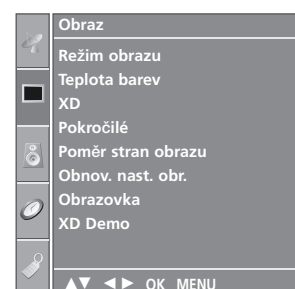 Obraz
Režim obrazu
Teplota barev
XD
Pokročilé
Poměr stran obrazu
Obnov. nast. obr.
Obrazovka
XD Demo
▲▼ ◄► OK MENU